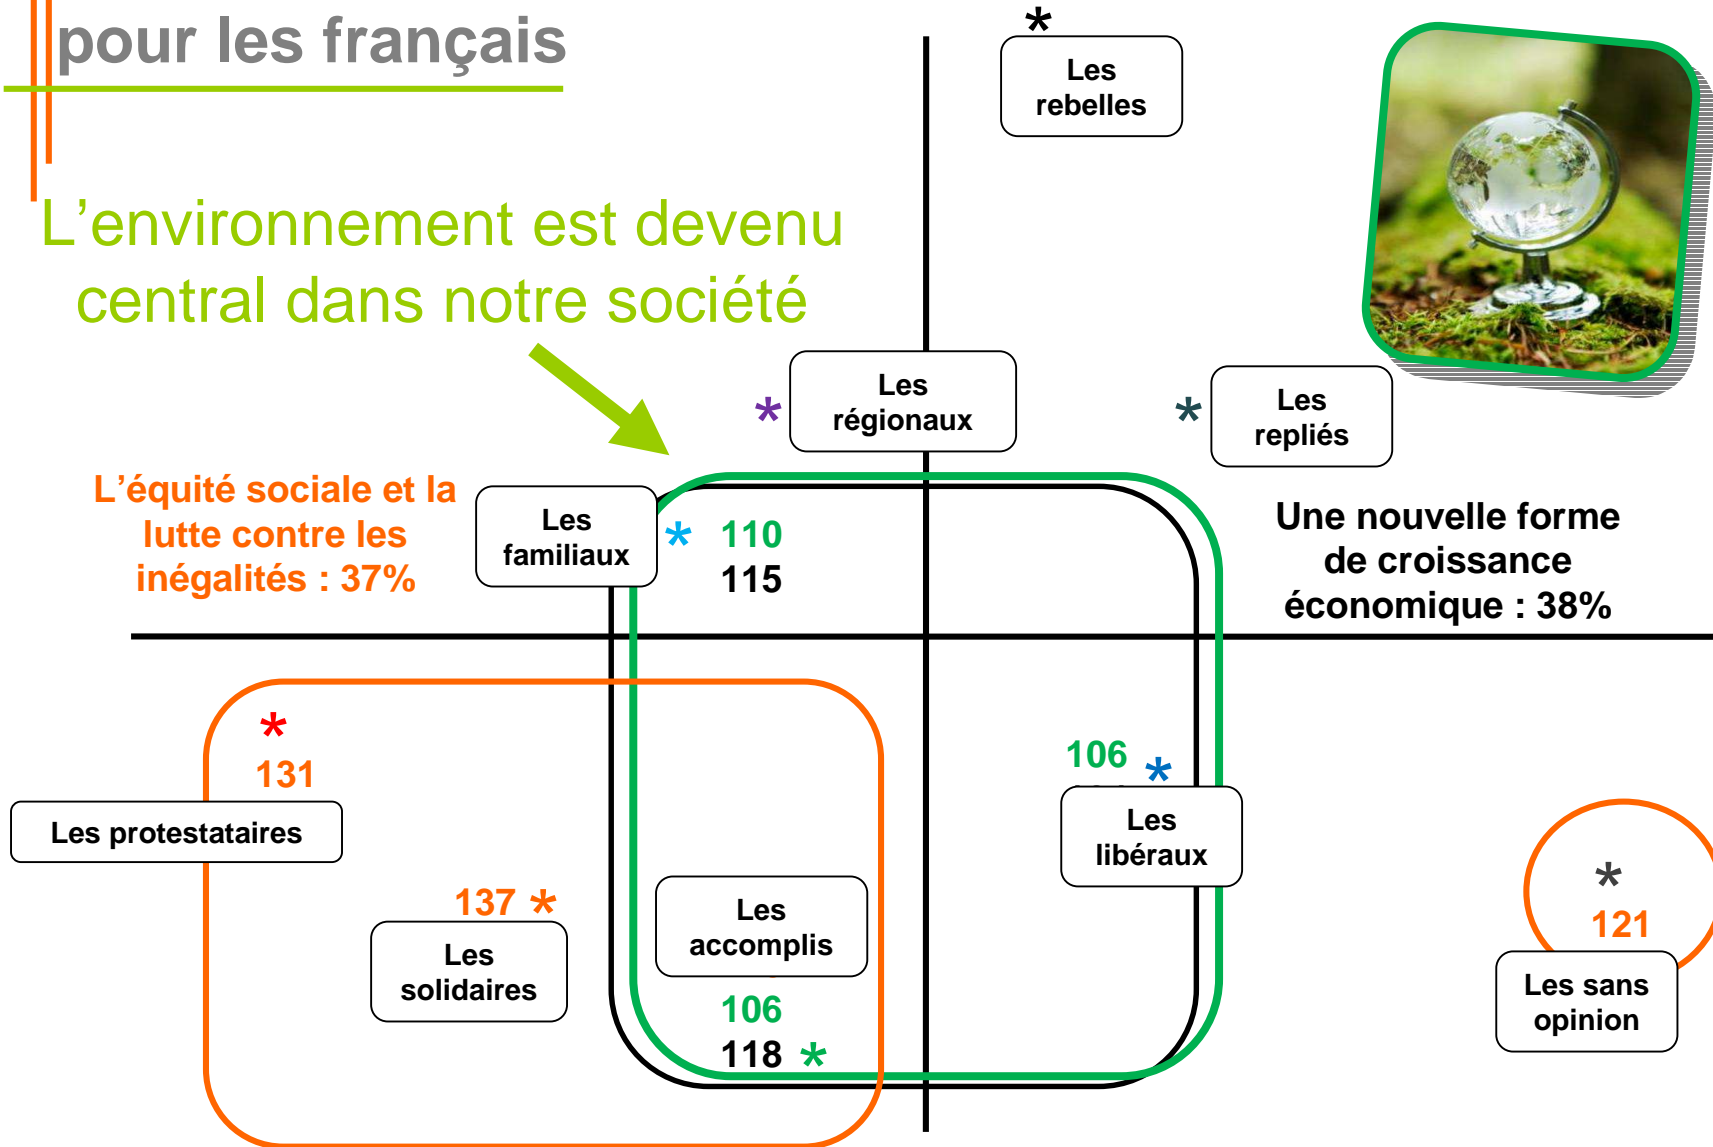 pour les français
Les
rebelles
L’environnement est devenu
central dans notre société
Les
régionaux
Les
repliés
L’équité sociale et la
lutte contre les
inégalités : 37%
Les
familiaux
110
115
Une nouvelle forme
de croissance
économique : 38%
131
Les protestataires
106
Les
libéraux
137
Les
solidaires
Les
accomplis
106
118
121
Les sans
opinion